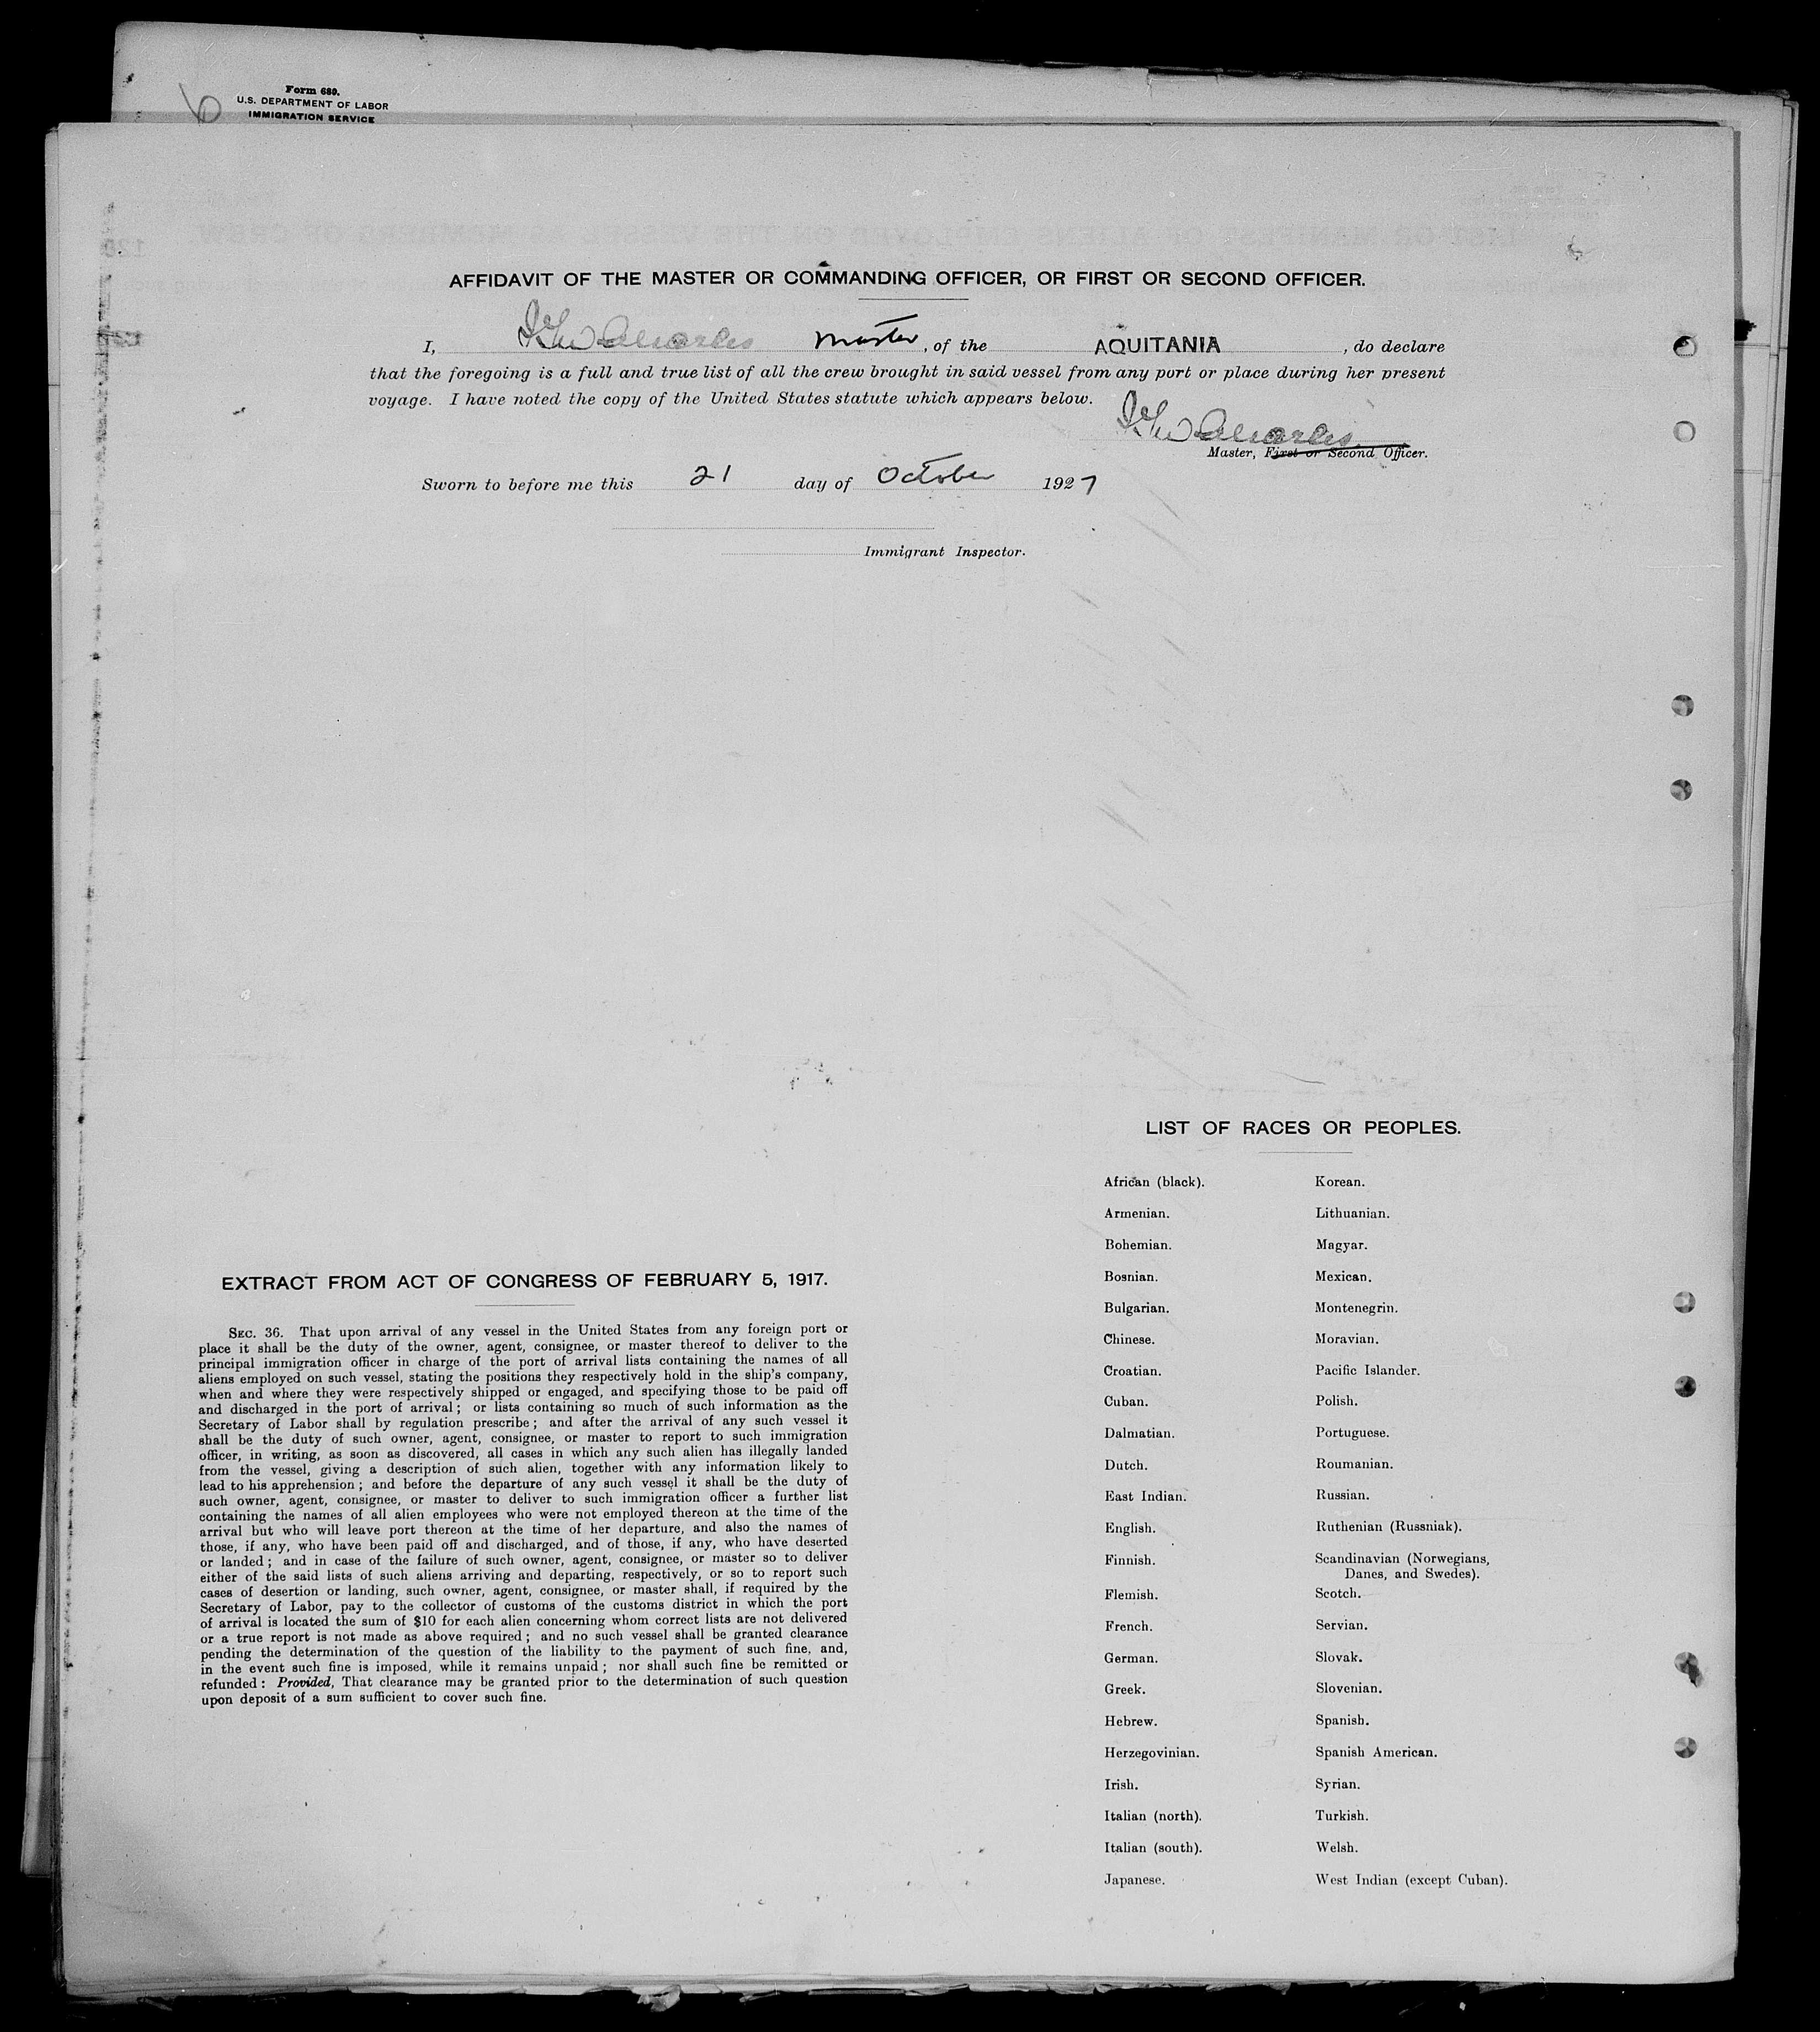 Form 680.
U.S. DEPARTMENT OF LABOR
IMMIGRATION SERVICE
6
AFFIDAVIT OF THE MASTER OR COMMANDING OFFICER, OR FIRST OR SECOND OFFICER.
I, Master, of the AQUITANIA, do declare
that the foregoing is a full and true list of all the crew brought in said vessel from any port or place during her present
voyage. I have noted the copy of the United States statute which appears below.
Master, First or Second Officer.
Sworn to before me this 21 day of October 1927
Immigrant Inspector.
EXTRACT FROM ACT OF CONGRESS OF FEBRUARY 5, 1917.
SEC. 36. That upon arrival of any vessel in the United States from any foreign port or
place it shall be the duty of the owner, agent, consignee, or master thereof to deliver to the
principal immigration officer in charge of the port of arrival lists containing the names of all
aliens employed on such vessel, stating the positions they respectively hold in the ship's company,
when and where they were respectively shipped or engaged, and specifying those to be paid off
and discharged in the port of arrival; or lists containing so much of such information as the
Secretary of Labor shall by regulation prescribe; and after the arrival of any such vessel it
shall be the duty of such owner, agent, consignee, or master to report to such immigration
officer, in writing, as soon as discovered, all cases in which any such alien has illegally landed
from the vessel, giving a description of such alien, together with any information likely to
lead to his apprehension; and before the departure of any such vessel it shall be the duty of
such owner, agent, consignee, or master to deliver to such immigration officer a further list
containing the names of all alien employees who were not employed thereon at the time of the
arrival but who will leave port thereon at the time of her departure, and also the names of
those, if any, who have been paid off and discharged, and of those, if any, who have deserted
or landed; and in case of the failure of such owner, agent, consignee, or master so to deliver
either of the said lists of such aliens arriving and departing, respectively, or so to report such
cases of desertion or landing, such owner, agent, consignee, or master shall, if required by the
Secretary of Labor, pay to the collector of customs of the customs district in which the port
of arrival is located the sum of $10 for each alien concerning whom correct lists are not delivered
or a true report is not made as above required; and no such vessel shall be granted clearance
pending the determination of the question of the liability to the payment of such fine, and,
in the event such fine is imposed, while it remains unpaid; nor shall such fine be remitted or
refunded: Provided, That clearance may be granted prior to the determination of such question
upon deposit of a sum sufficient to cover such fine.
LIST OF RACES OR PEOPLES.
African (black).
Armenian.
Bohemian.
Bosnian.
Bulgarian.
Chinese.
Croatian.
Cuban.
Dalmatian.
Dutch.
East Indian.
English.
Finnish.
Flemish.
French.
German.
Greek.
Hebrew.
Herzegovinian.
Irish.
Italian (north).
Italian (south).
Japanese.
Korean.
Lithuanian.
Magyar.
Mexican.
Montenegrin.
Moravian.
Pacific Islander.
Polish.
Portuguese.
Roumanian.
Russian.
Ruthenian (Russniak).
Scandinavian (Norwegians,
Danes, and Swedes).
Scotch.
Servian.
Slovak.
Slovenian.
Spanish.
Spanish American.
Syrian.
Turkish.
Welsh.
West Indian (except Cuban).